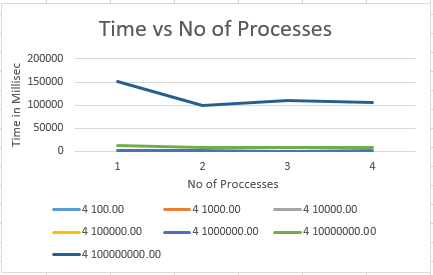 Time vs No of Processes
200000
150000
100000
50000
0
Time in Millisec
1 2 3 4
No of Proccesses
4 100.00 4 1000.00 4 10000.00
4 100000.00 4 1000000.00 4 10000000.00
4 100000000.00